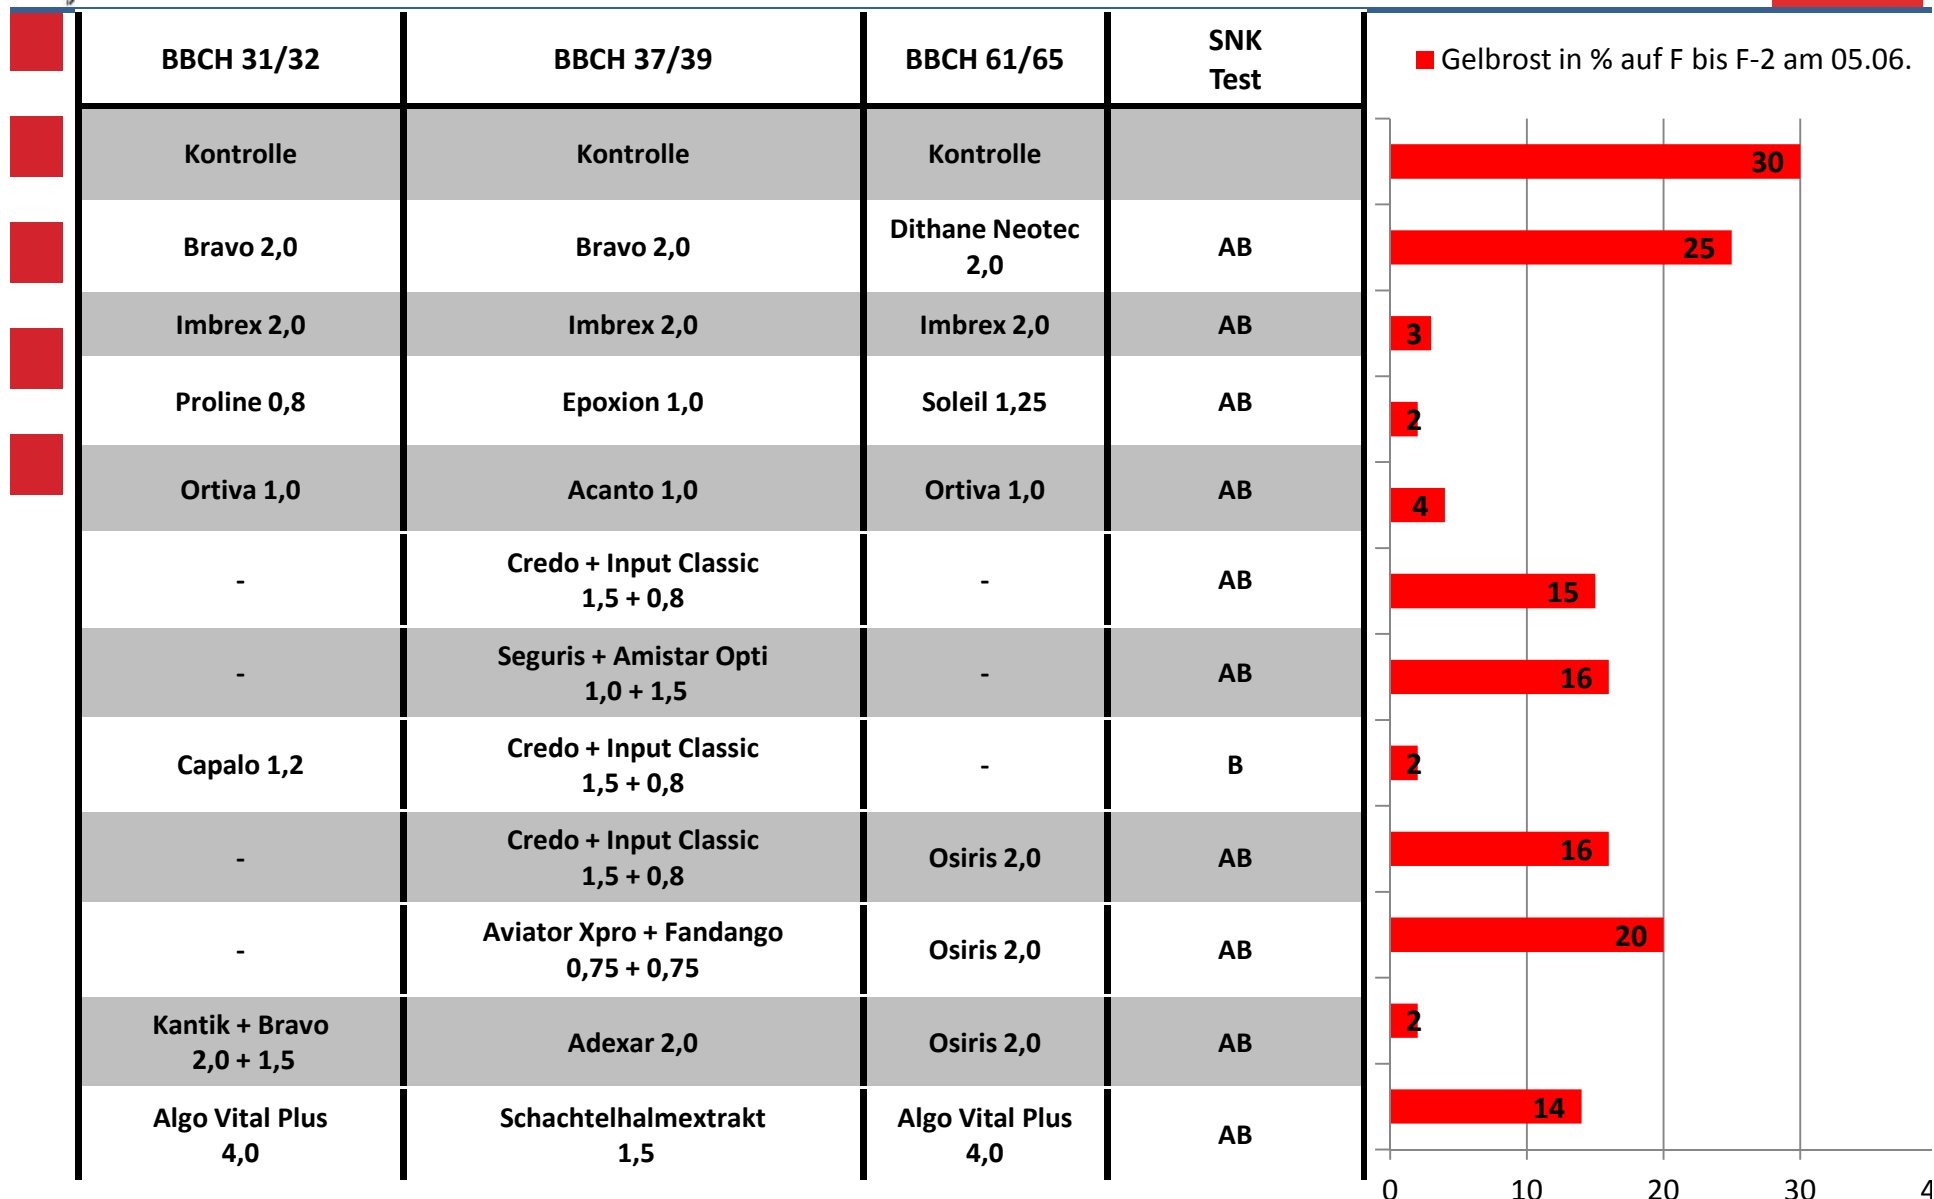 BBCH 31/32
BBCH 37/39
BBCH 61/65
SNK
Test
Gelbrost in % auf F bis F-2 am 05.06.
Kontrolle
Kontrolle
Kontrolle
30
Bravo 2,0
Bravo 2,0
Dithane Neotec
2,0
AB
25
Imbrex 2,0
Imbrex 2,0
Imbrex 2,0
AB
3
Proline 0,8
Epoxion 1,0
Soleil 1,25
AB
2
Ortiva 1,0
Acanto 1,0
Ortiva 1,0
AB
4
-
Credo + Input Classic
1,5 + 0,8
-
AB
15
-
Seguris + Amistar Opti
1,0 + 1,5
-
AB
16
Capalo 1,2
Credo + Input Classic
1,5 + 0,8
-
B
2
-
Credo + Input Classic
1,5 + 0,8
Osiris 2,0
AB
16
-
Aviator Xpro + Fandango
0,75 + 0,75
Osiris 2,0
AB
20
Kantik + Bravo
2,0 + 1,5
Adexar 2,0
Osiris 2,0
AB
2
Algo Vital Plus
4,0
Schachtelhalmextrakt
1,5
Algo Vital Plus
4,0
AB
14
0 10 20 30